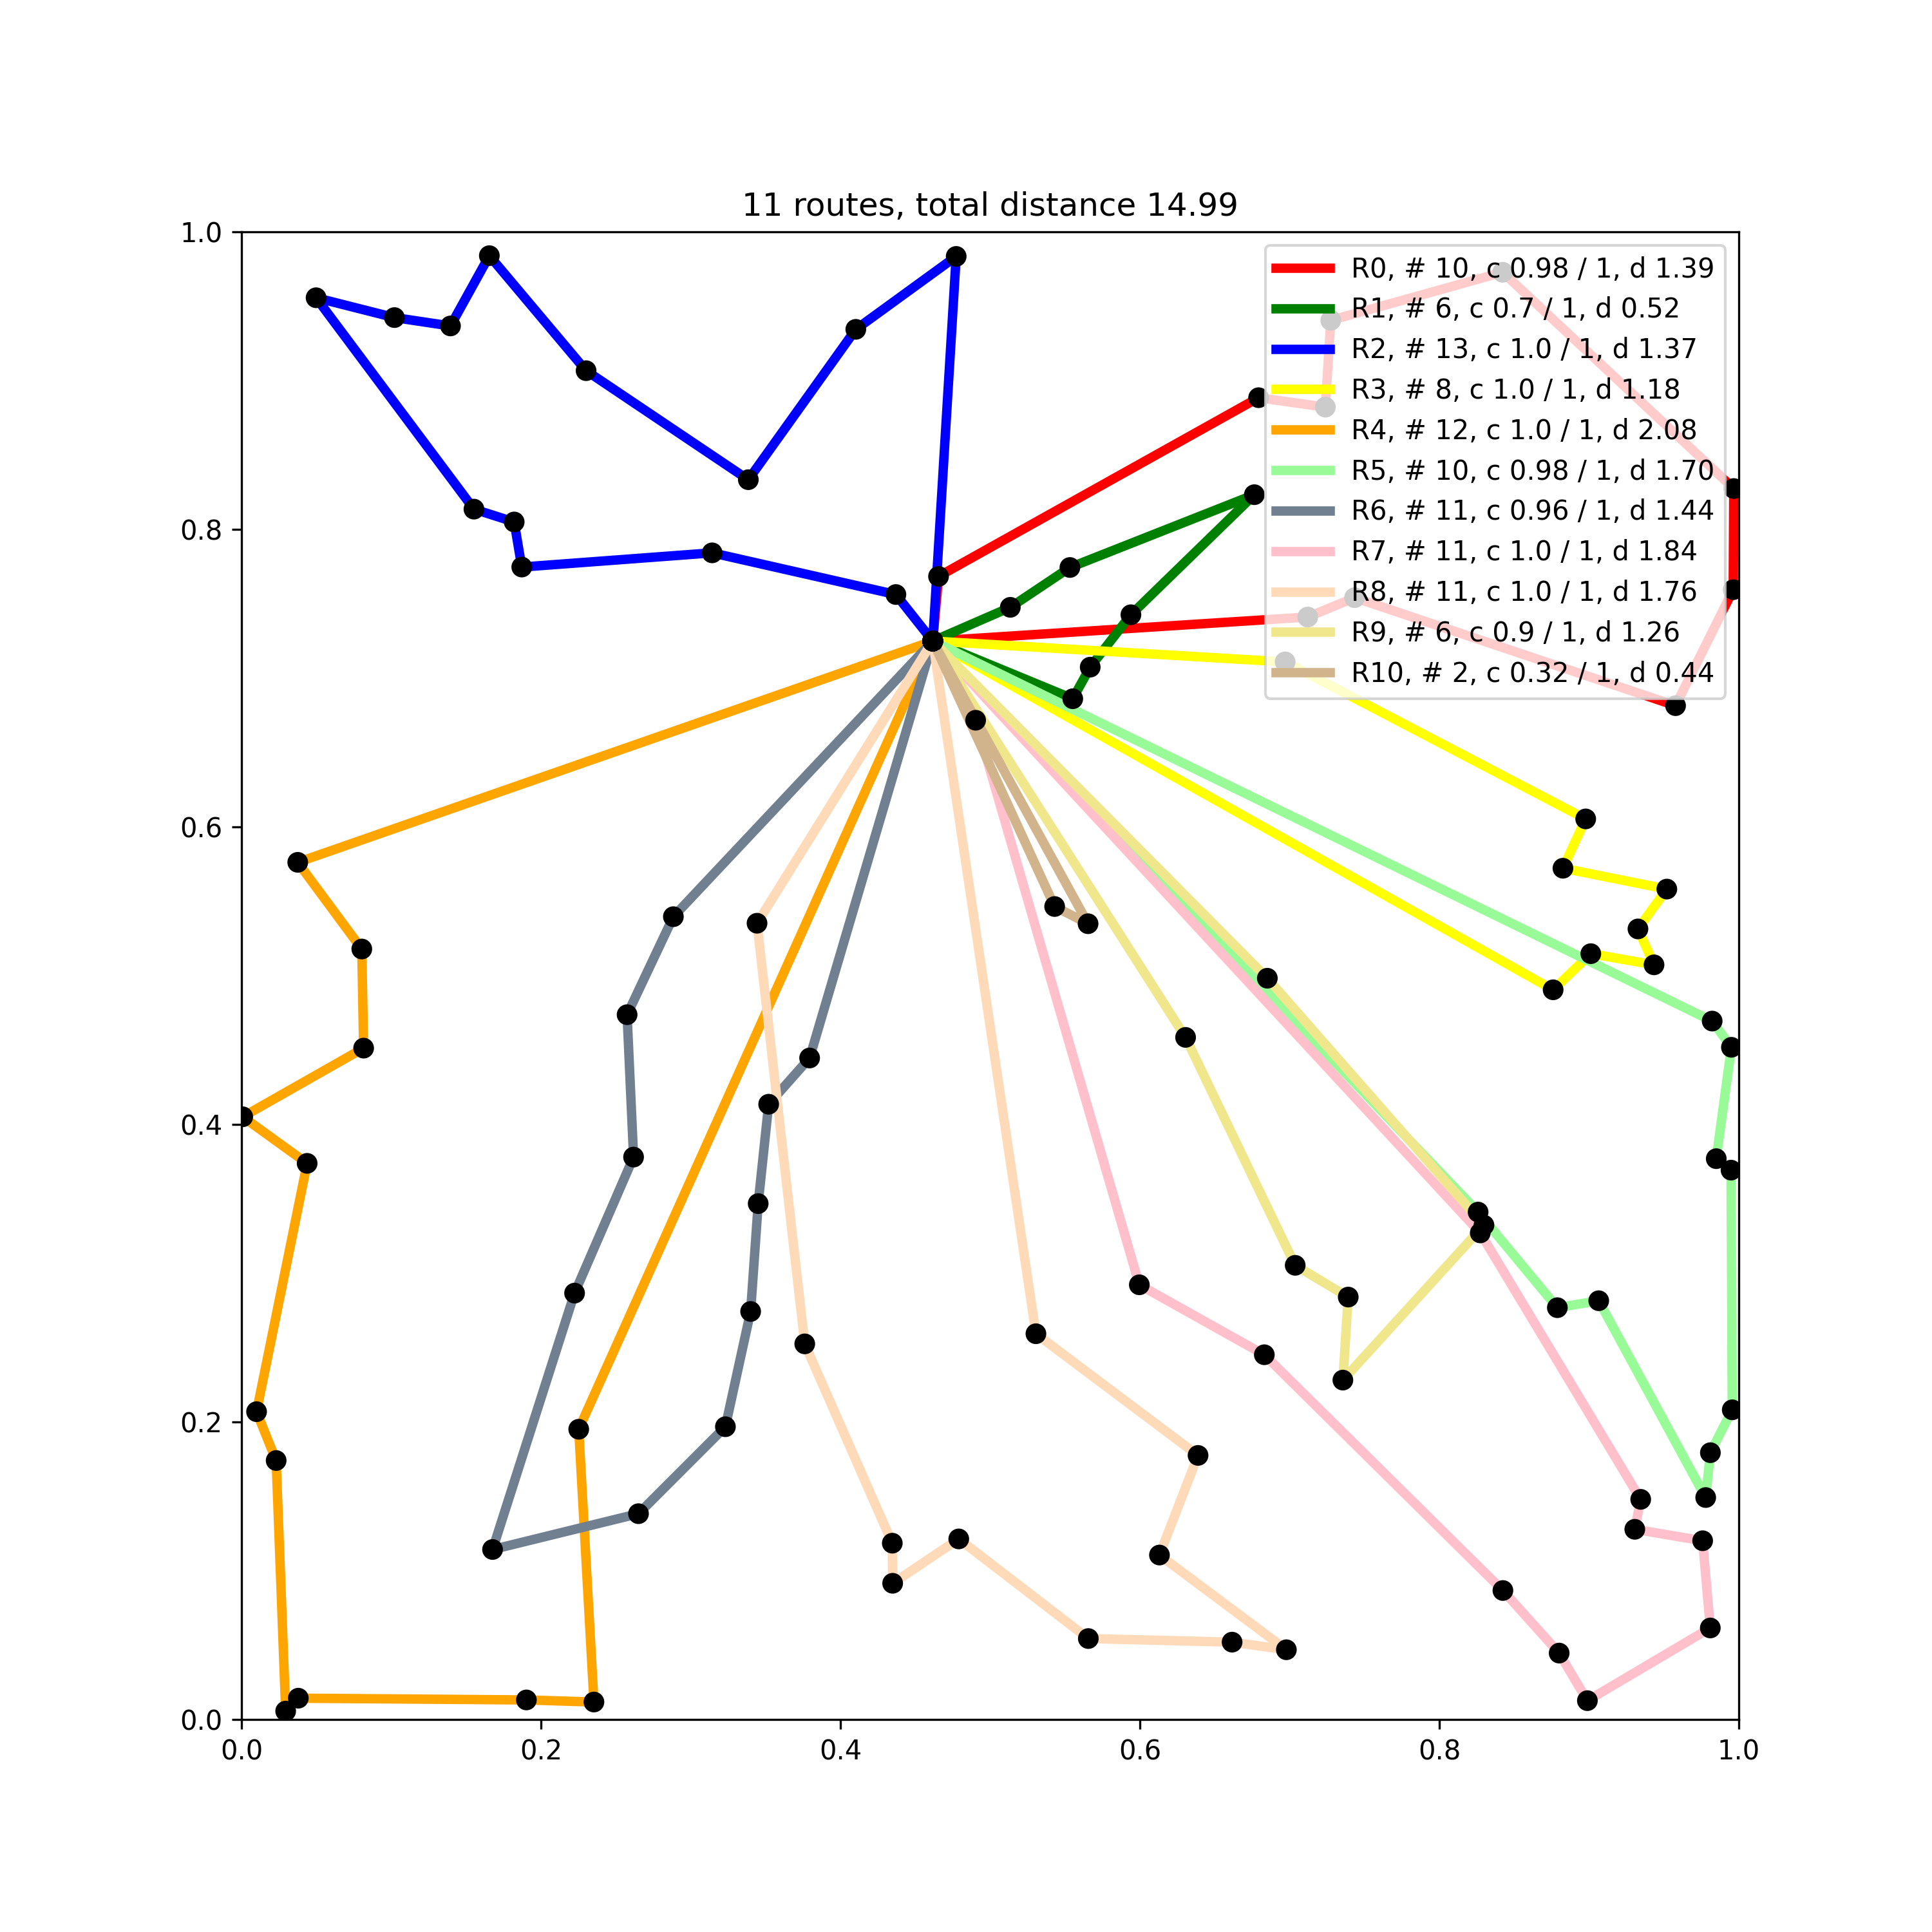 11 routes, total distance 14.99
1.0
0.8
0.6
0.4
0.2
0.0
0.0 0.2 0.4 0.6 0.8 1.0
R0, # 10, c 0.98 / 1, d 1.39
R1, # 6, c 0.7 / 1, d 0.52
R2, # 13, c 1.0 / 1, d 1.37
R3, # 8, c 1.0 / 1, d 1.18
R4, # 12, c 1.0 / 1, d 2.08
R5, # 10, c 0.98 / 1, d 1.70
R6, # 11, c 0.96 / 1, d 1.44
R7, # 11, c 1.0 / 1, d 1.84
R8, # 11, c 1.0 / 1, d 1.76
R9, # 6, c 0.9 / 1, d 1.26
R10, # 2, c 0.32 / 1, d 0.44